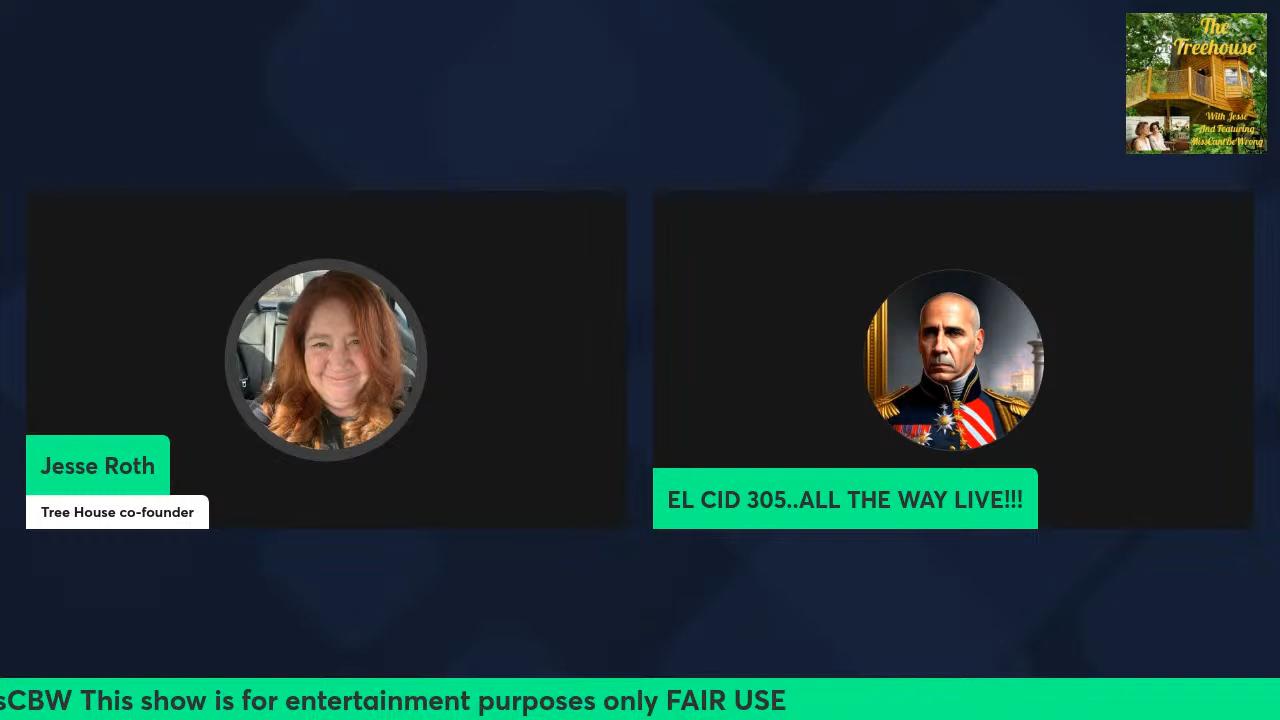 The
Treehouse
With Jesse
And Featuring
MissCantBeWrong
Jesse Roth
Tree House co-founder
EL CID 305..ALL THE WAY LIVE!!!
sCBW This show is for entertainment purposes only FAIR USE